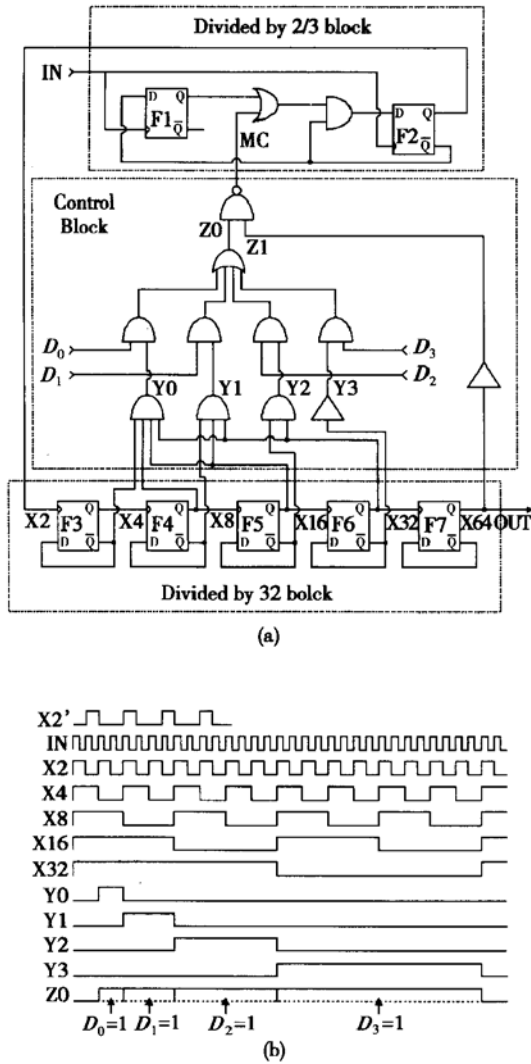 Divided by 2/3 block
IN
D Q
F1
Q
MC
D Q
F2
Q
Control
Block
Z0
Z1
D0
D1
D3
D2
Y0
Y1
Y2
Y3
X2
Q
F3
D Q
X4
Q
F4
D Q
X8
Q
F5
D Q
X16
Q
F6
D Q
X32
Q
F7
D Q
X64
OUT
Divided by 32 bolck
(a)
X2'
IN
X2
X4
X8
X16
X32
Y0
Y1
Y2
Y3
Z0
D0=1 D1=1 D2=1 D3=1
(b)